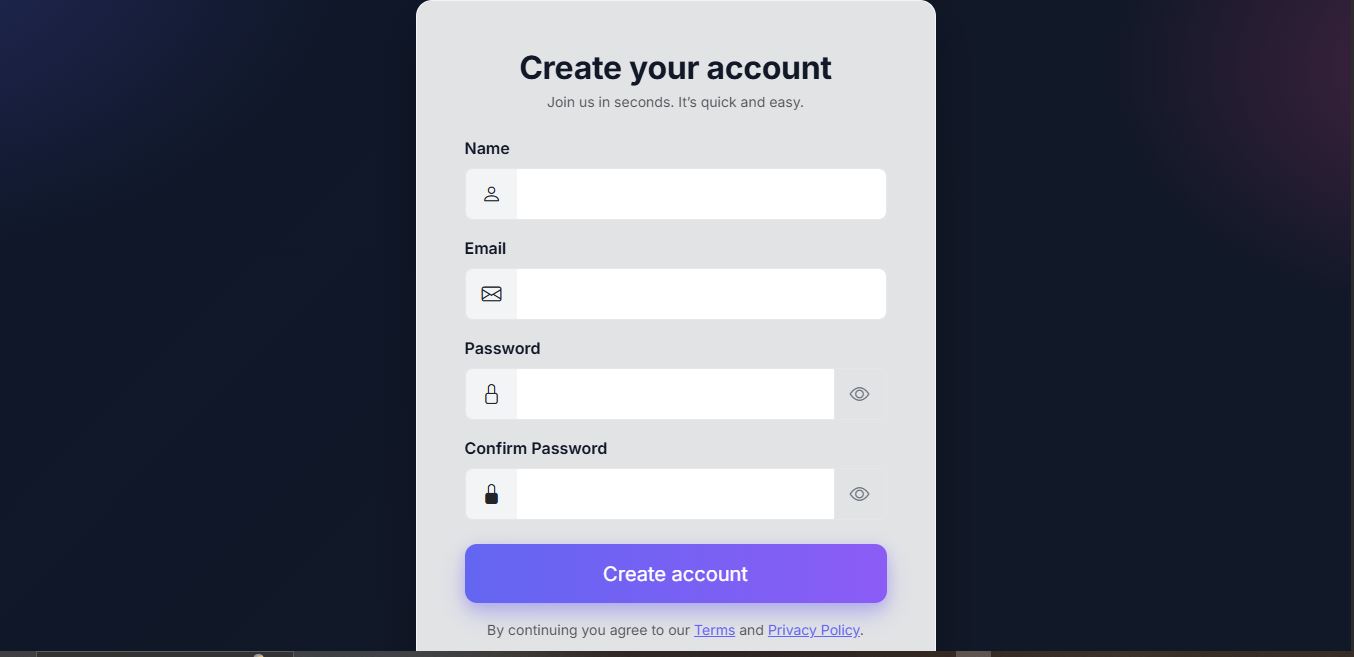 Create your account
Join us in seconds. It’s quick and easy.
Name
Email
Password
Confirm Password
Create account
By continuing you agree to our Terms and Privacy Policy.